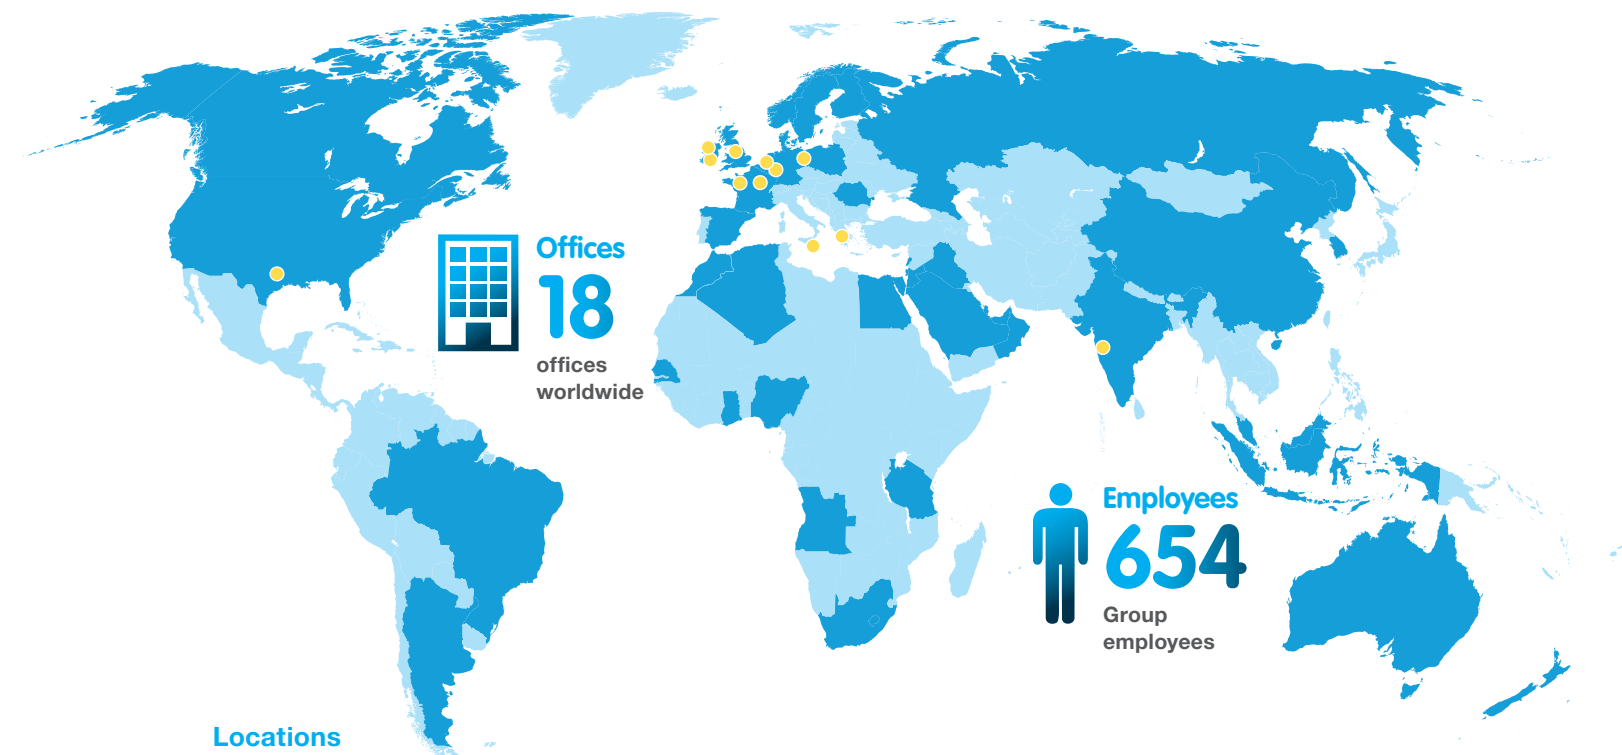 Offices
18
offices
worldwide
Employees
654
Group
employees
Locations